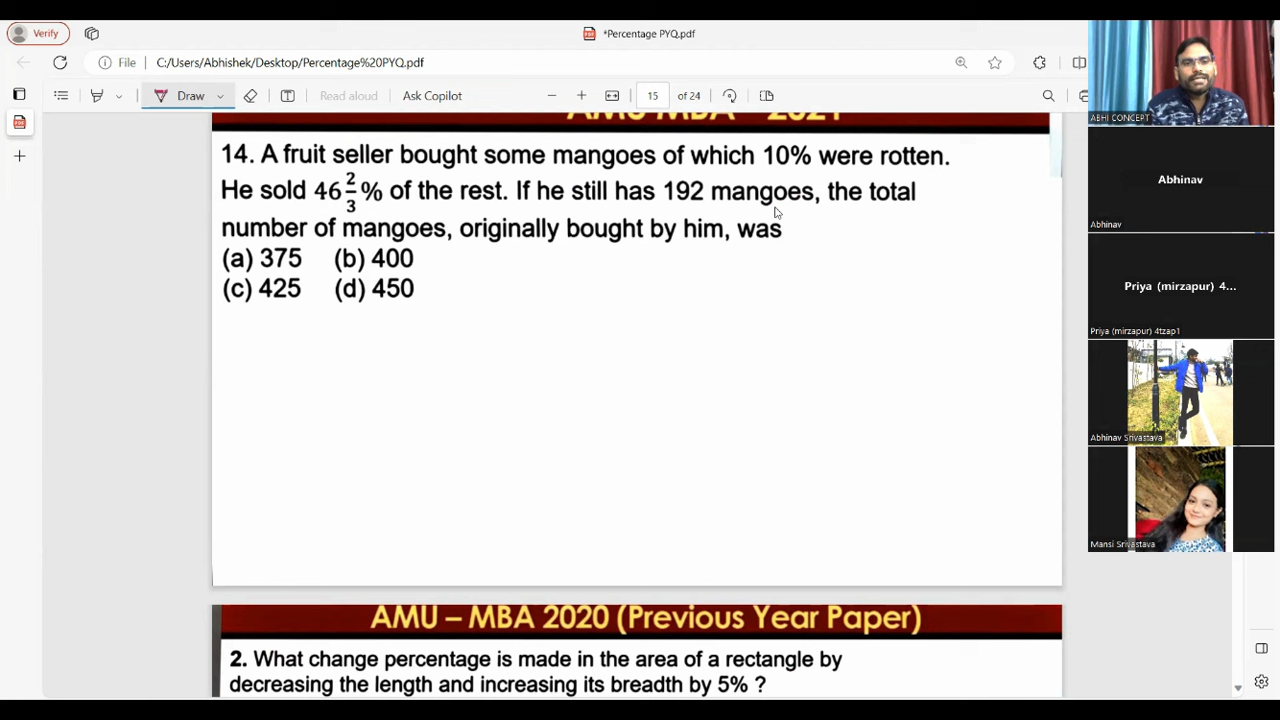 Verify
*Percentage PYQ.pdf
File
C:/Users/Abhishek/Desktop/Percentage%20PYQ.pdf
Draw
Read aloud
Ask Copilot
15 of 24
AMU MBA – 2021
14. A fruit seller bought some mangoes of which 10% were rotten.
He sold 46 2/3 % of the rest. If he still has 192 mangoes, the total
number of mangoes, originally bought by him, was
(a) 375 (b) 400
(c) 425 (d) 450
AMU – MBA 2020 (Previous Year Paper)
2. What change percentage is made in the area of a rectangle by
decreasing the length and increasing its breadth by 5% ?
ABHI CONCEPT
Abhinav
Abhinav
Priya (mirzapur) 4...
Priya (mirzapur) 4tzap1
Abhinav Srivastava
Mansi Srivastava